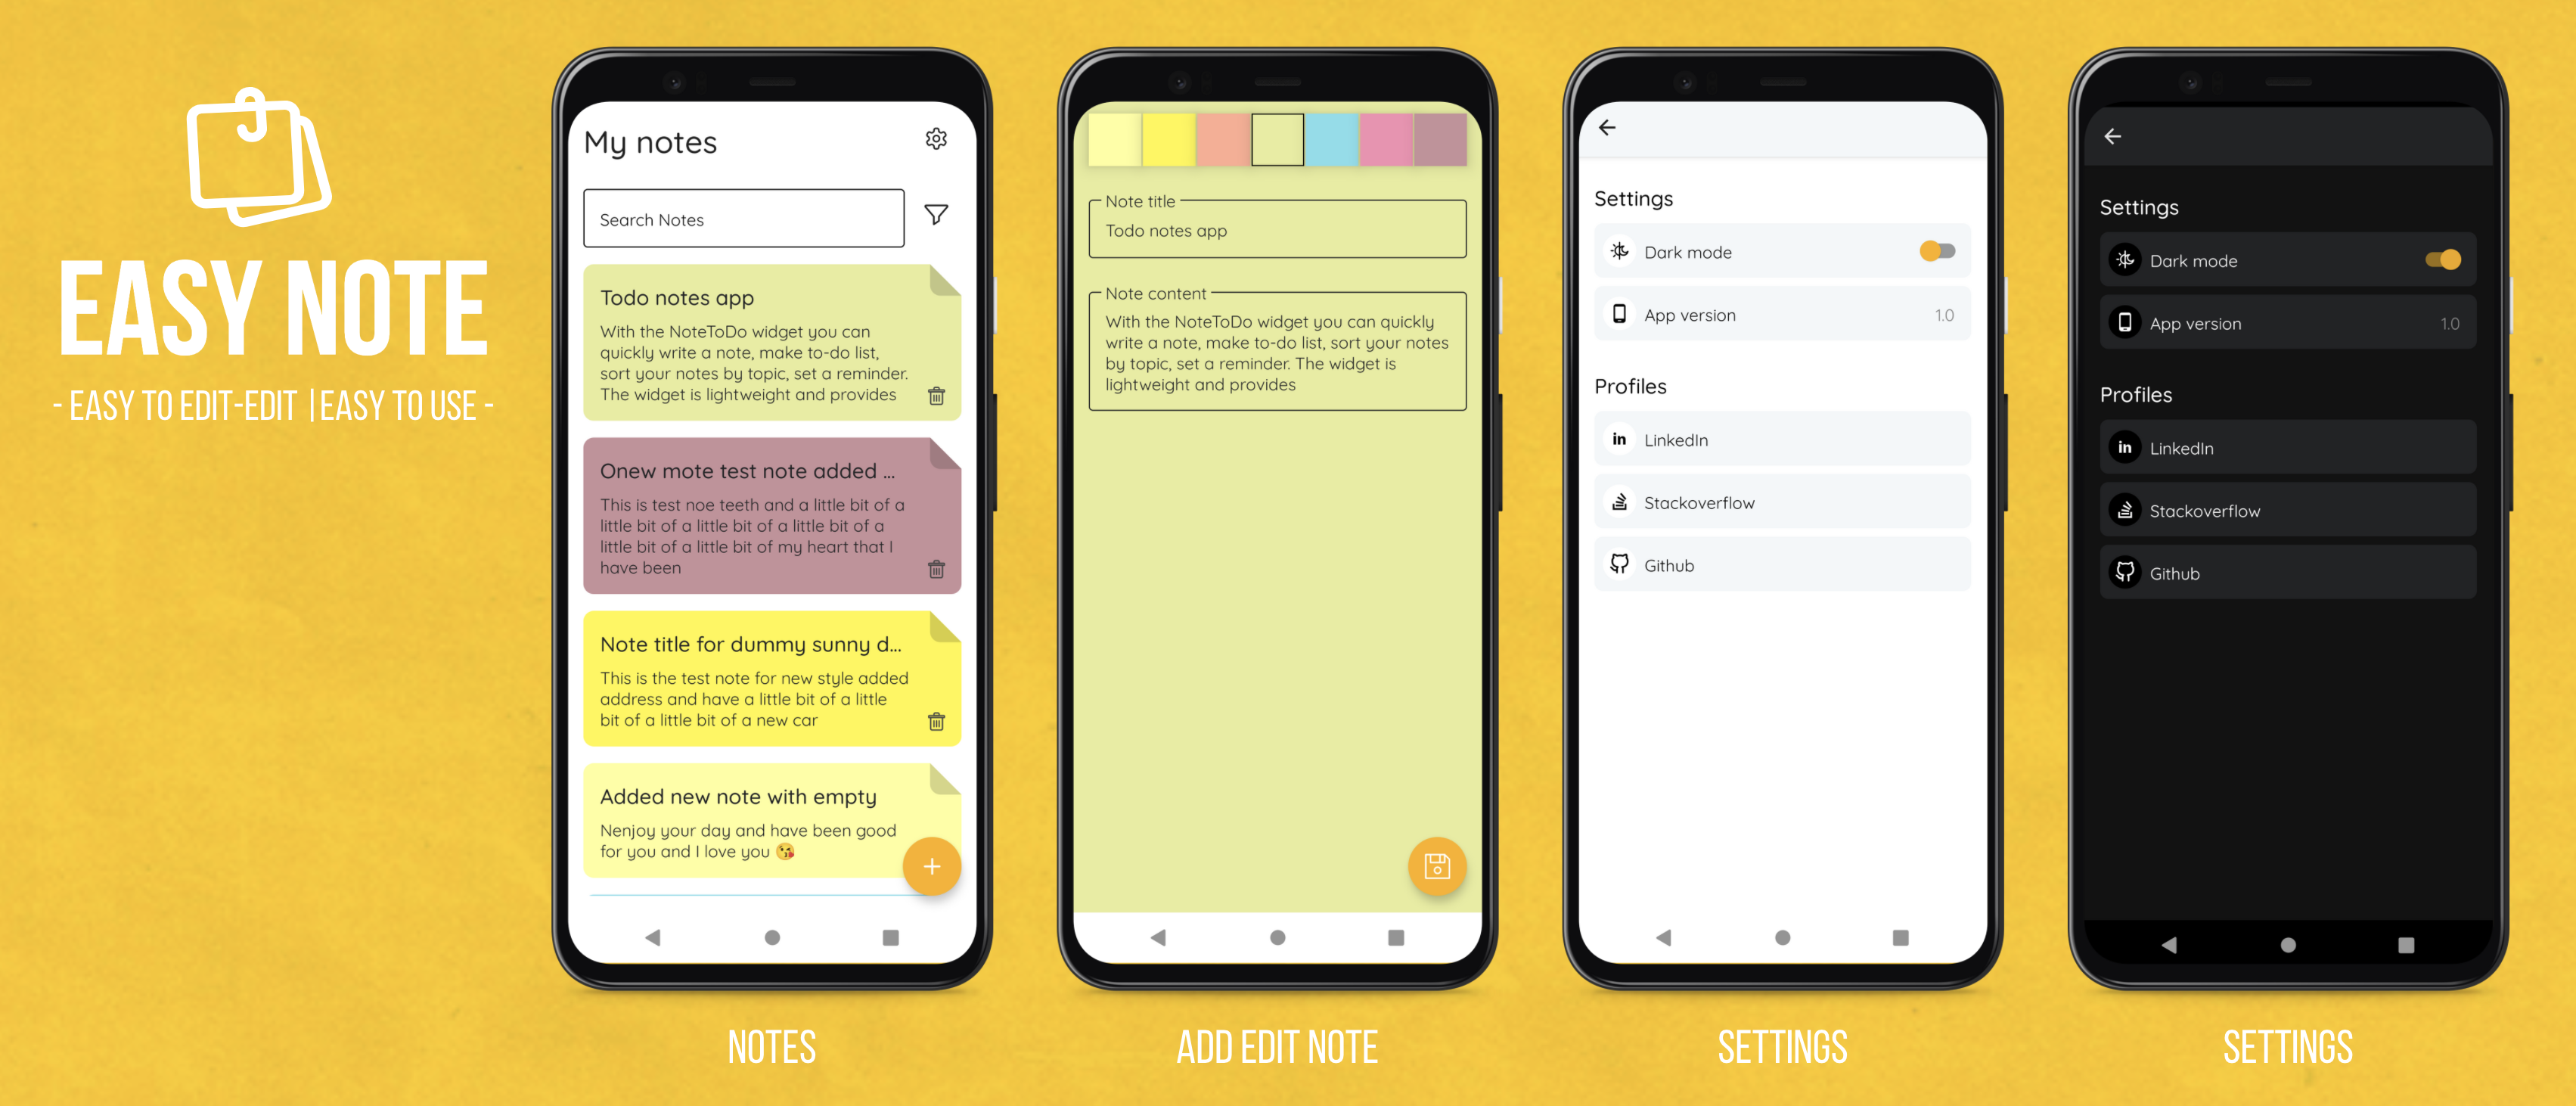 EASY NOTE
- EASY TO EDIT-EDIT | EASY TO USE -
My notes
Search Notes
Todo notes app
With the NoteToDo widget you can
quickly write a note, make to-do list,
sort your notes by topic, set a reminder.
The widget is lightweight and provides
Onew mote test note added ...
This is test noe teeth and a little bit of a
little bit of a little bit of a little bit of a
little bit of a little bit of my heart that I
have been
Note title for dummy sunny d...
This is the test note for new style added
address and have a little bit of a little
bit of a little bit of a new car
Added new note with empty
Nenjoy your day and have been good
for you and I love you 😘
NOTES
Note title
Todo notes app
Note content
With the NoteToDo widget you can quickly
write a note, make to-do list, sort your notes
by topic, set a reminder. The widget is
lightweight and provides
ADD EDIT NOTE
Settings
Dark mode
App version 1.0
Profiles
in LinkedIn
Stackoverflow
Github
SETTINGS
Settings
Dark mode
App version 1.0
Profiles
in LinkedIn
Stackoverflow
Github
SETTINGS